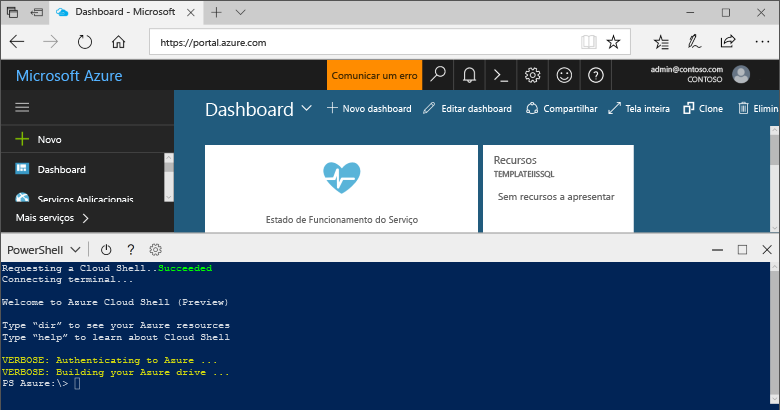 Dashboard - Microsoft
https://portal.azure.com
Microsoft Azure
Comunicar um erro
admin@contoso.com
CONTOSO
Dashboard
Novo dashboard
Editar dashboard
Compartilhar
Tela inteira
Clone
Elimin
Novo
Dashboard
Serviços Aplicacionais
Mais serviços
Estado de Funcionamento do Serviço
Recursos
TEMPLATEIISSQL
Sem recursos a apresentar
PowerShell
Requesting a Cloud Shell..Succeeded
Connecting terminal...
Welcome to Azure Cloud Shell (Preview)
Type “dir” to see your Azure resources
Type “help” to learn about Cloud Shell
VERBOSE: Authenticating to Azure ...
VERBOSE: Building your Azure drive ...
PS Azure:\>